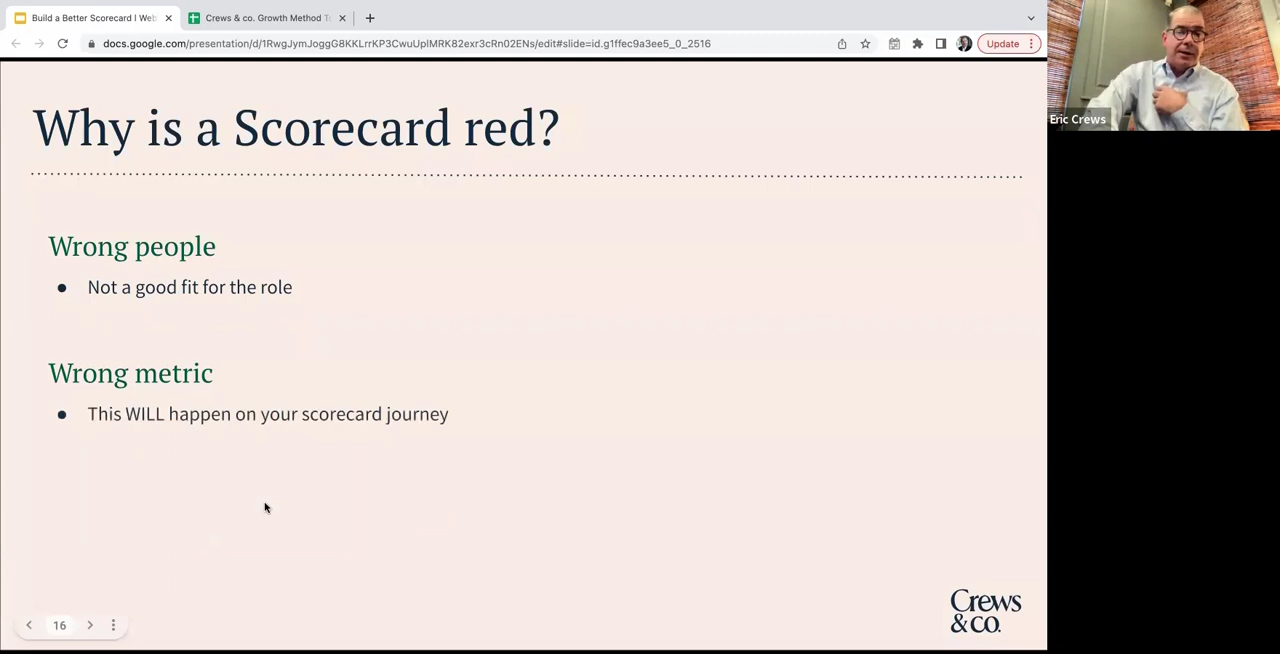 Build a Better Scorecard I Web
Crews & co. Growth Method T
docs.google.com/presentation/d/1RwgJymJoggG8KKLrrKP3CwuUplMRK82exr3cRn02ENs/edit#slide=id.g1ffec9a3ee5_0_2516
Update
Eric Crews
Why is a Scorecard red?
Wrong people
● Not a good fit for the role
Wrong metric
● This WILL happen on your scorecard journey
16
Crews
& CO.